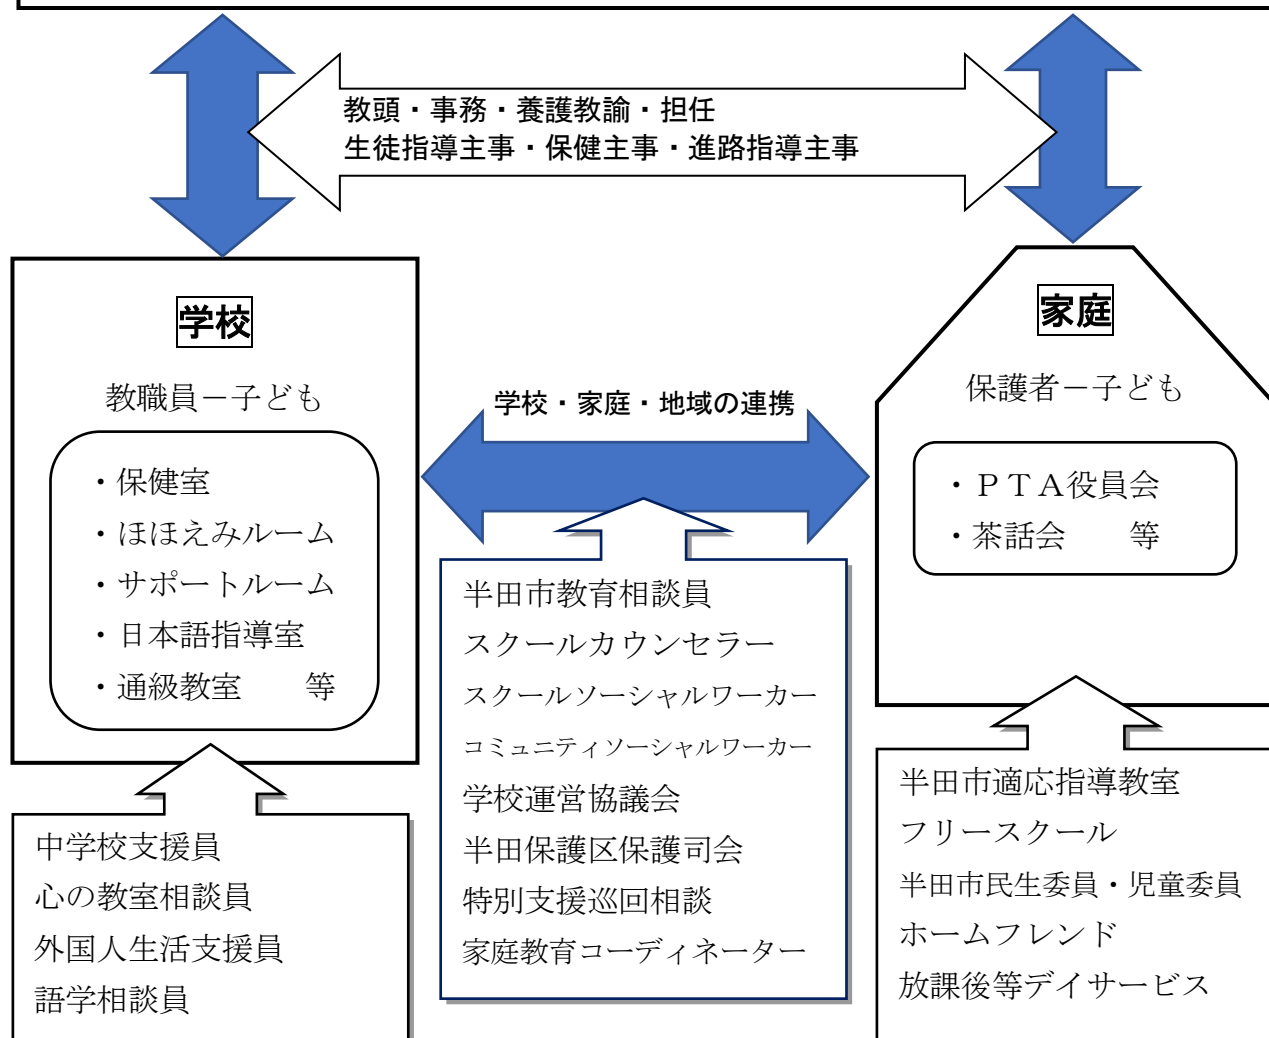 教頭・事務・養護教諭・担任
生徒指導主事・保健主事・進路指導主事
学校
教職員－子ども
・保健室
・ほほえみルーム
・サポートルーム
・日本語指導室
・通級教室　　等
学校・家庭・地域の連携
家庭
保護者－子ども
・ＰＴＡ役員会
・茶話会　　等
中学校支援員
心の教室相談員
外国人生活支援員
語学相談員
半田市教育相談員
スクールカウンセラー
スクールソーシャルワーカー
コミュニティソーシャルワーカー
学校運営協議会
半田保護区保護司会
特別支援巡回相談
家庭教育コーディネーター
半田市適応指導教室
フリースクール
半田市民生委員・児童委員
ホームフレンド
放課後等デイサービス